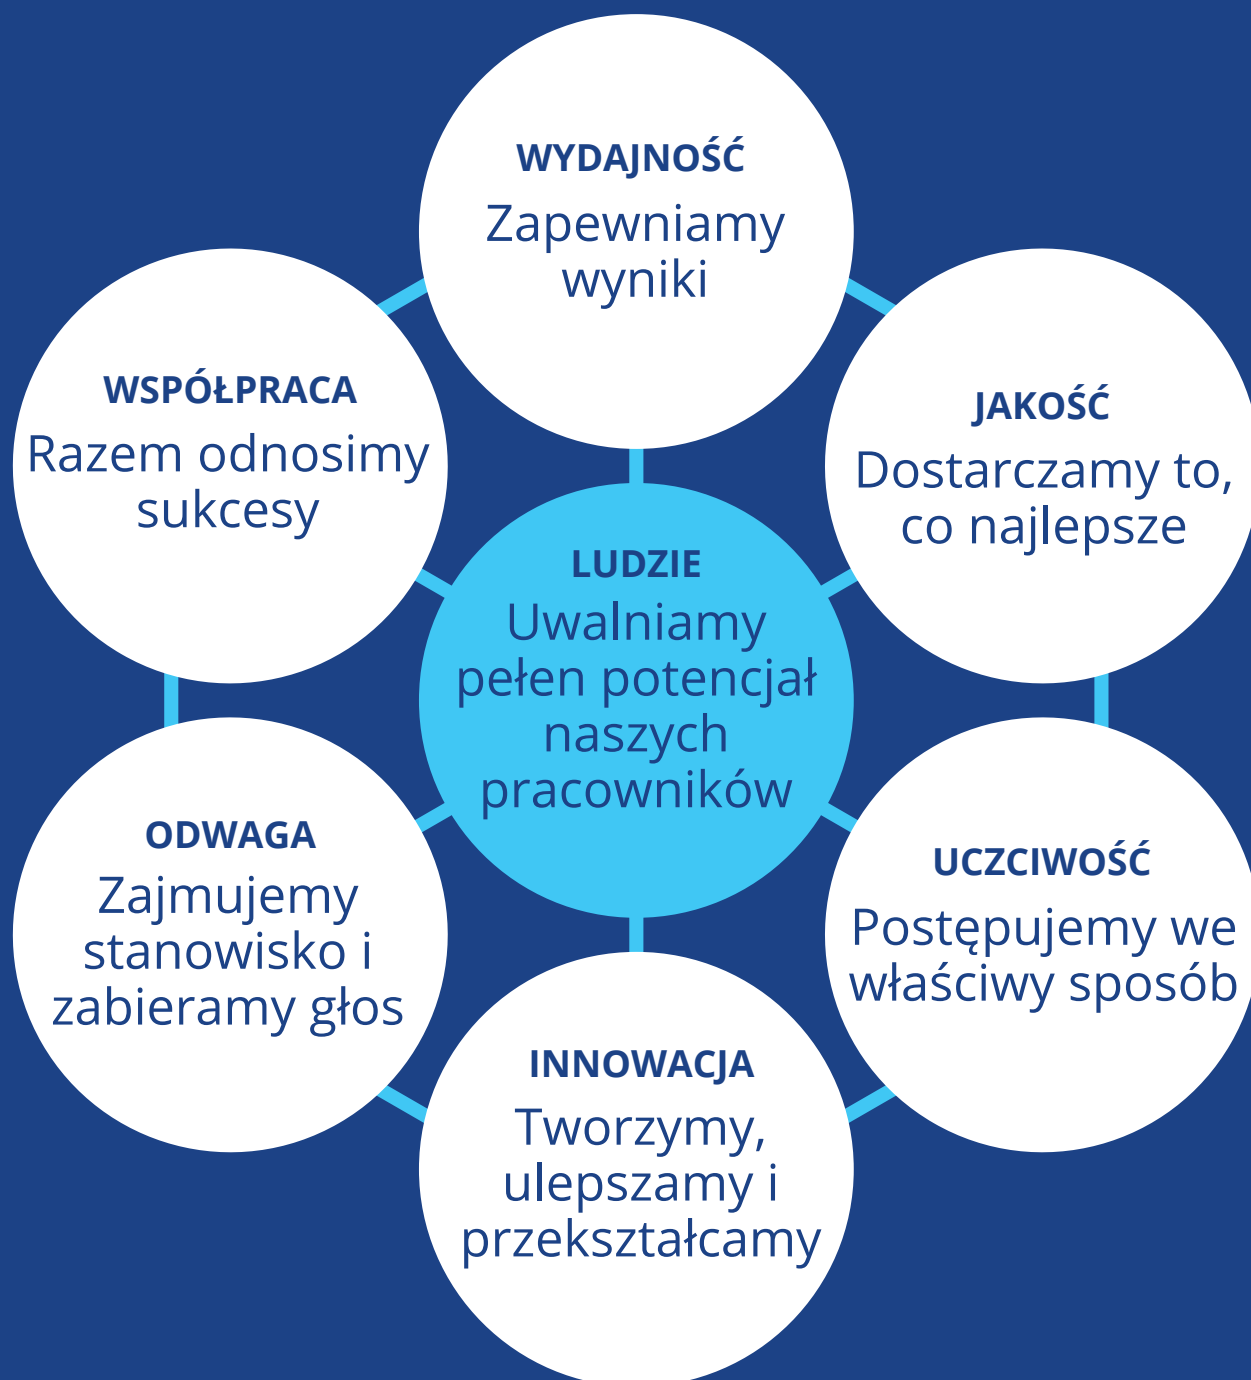 WYDAJNOŚĆ
Zapewniamy
wyniki
WSPÓŁPRACA
Razem odnosimy
sukcesy
JAKOŚĆ
Dostarczamy to,
co najlepsze
LUDZIE
Uwalniamy
pełen potencjał
naszych
pracowników
ODWAGA
Zajmujemy
stanowisko i
zabieramy głos
UCZCIWOŚĆ
Postępujemy we
właściwy sposób
INNOWACJA
Tworzymy,
ulepszamy i
przekształcamy